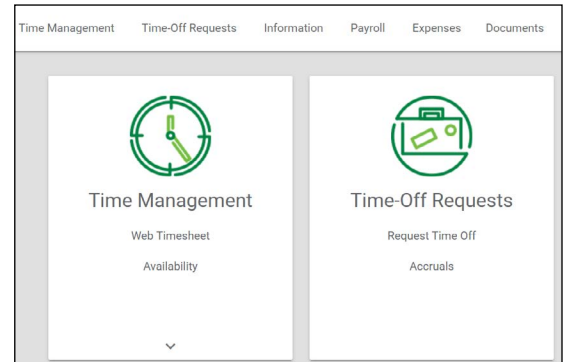 Time Management Time-Off Requests Information Payroll Expenses Documents
Time Management
Web Timesheet
Availability
Time-Off Requests
Request Time Off
Accruals